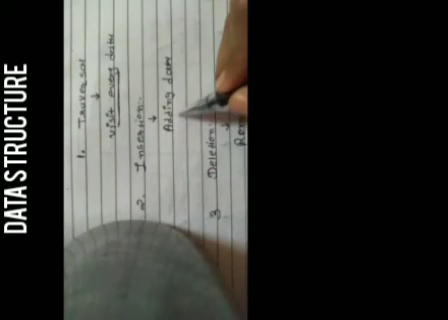 DATA STRUCTURE
1. Traversal
↓
Visit every data
2. Insertion:
↓
Adding data
3 Deletion:
↓